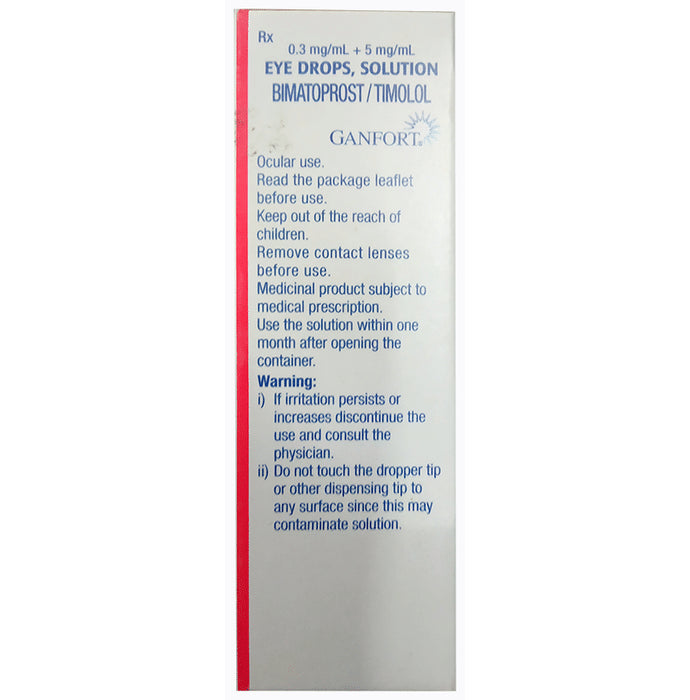 Rx
0.3 mg/mL + 5 mg/mL
EYE DROPS, SOLUTION
BIMATOPROST/TIMOLOL
GANFORT®
Ocular use.
Read the package leaflet
before use.
Keep out of the reach of
children.
Remove contact lenses
before use.
Medicinal product subject to
medical prescription.
Use the solution within one
month after opening the
container.
Warning:
i) If irritation persists or
increases discontinue the
use and consult the
physician.
ii) Do not touch the dropper tip
or other dispensing tip to
any surface since this may
contaminate solution.